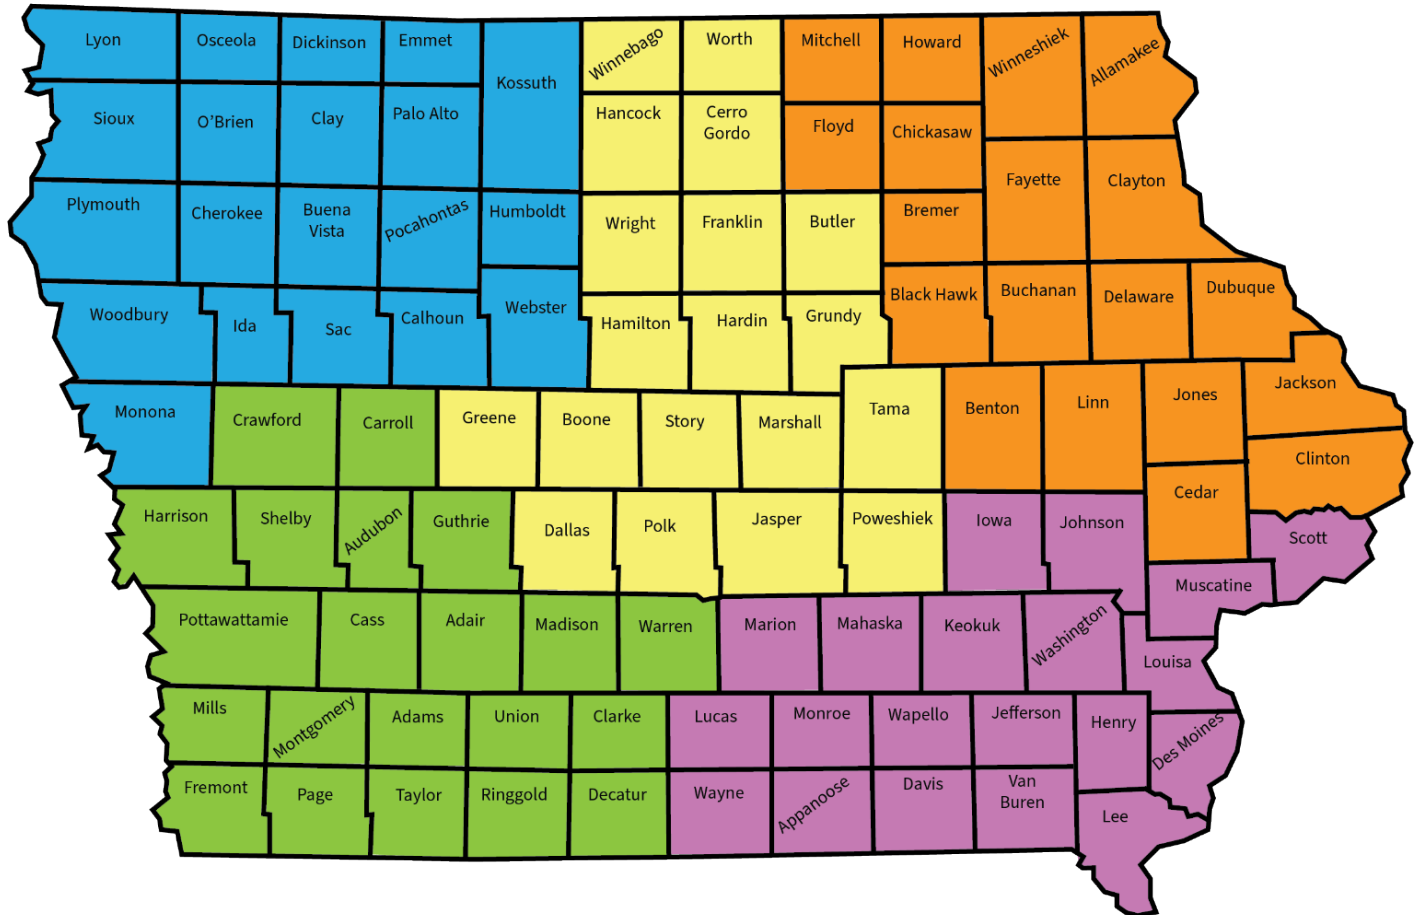 Lyon
Osceola
Dickinson
Emmet
Kossuth
Winnebago
Worth
Mitchell
Howard
Winneshiek
Allamakee
Sioux
O’Brien
Clay
Palo Alto
Hancock
Cerro
Gordo
Floyd
Chickasaw
Fayette
Clayton
Plymouth
Cherokee
Buena
Vista
Pocahontas
Humboldt
Wright
Franklin
Butler
Bremer
Woodbury
Ida
Sac
Calhoun
Webster
Hamilton
Hardin
Grundy
Black Hawk
Buchanan
Delaware
Dubuque
Monona
Crawford
Carroll
Greene
Boone
Story
Marshall
Tama
Benton
Linn
Jones
Jackson
Clinton
Cedar
Harrison
Shelby
Audubon
Guthrie
Dallas
Polk
Jasper
Poweshiek
Iowa
Johnson
Scott
Muscatine
Pottawattamie
Cass
Adair
Madison
Warren
Marion
Mahaska
Keokuk
Washington
Louisa
Mills
Montgomery
Adams
Union
Clarke
Lucas
Monroe
Wapello
Jefferson
Henry
Des Moines
Fremont
Page
Taylor
Ringgold
Decatur
Wayne
Appanoose
Davis
Van
Buren
Lee